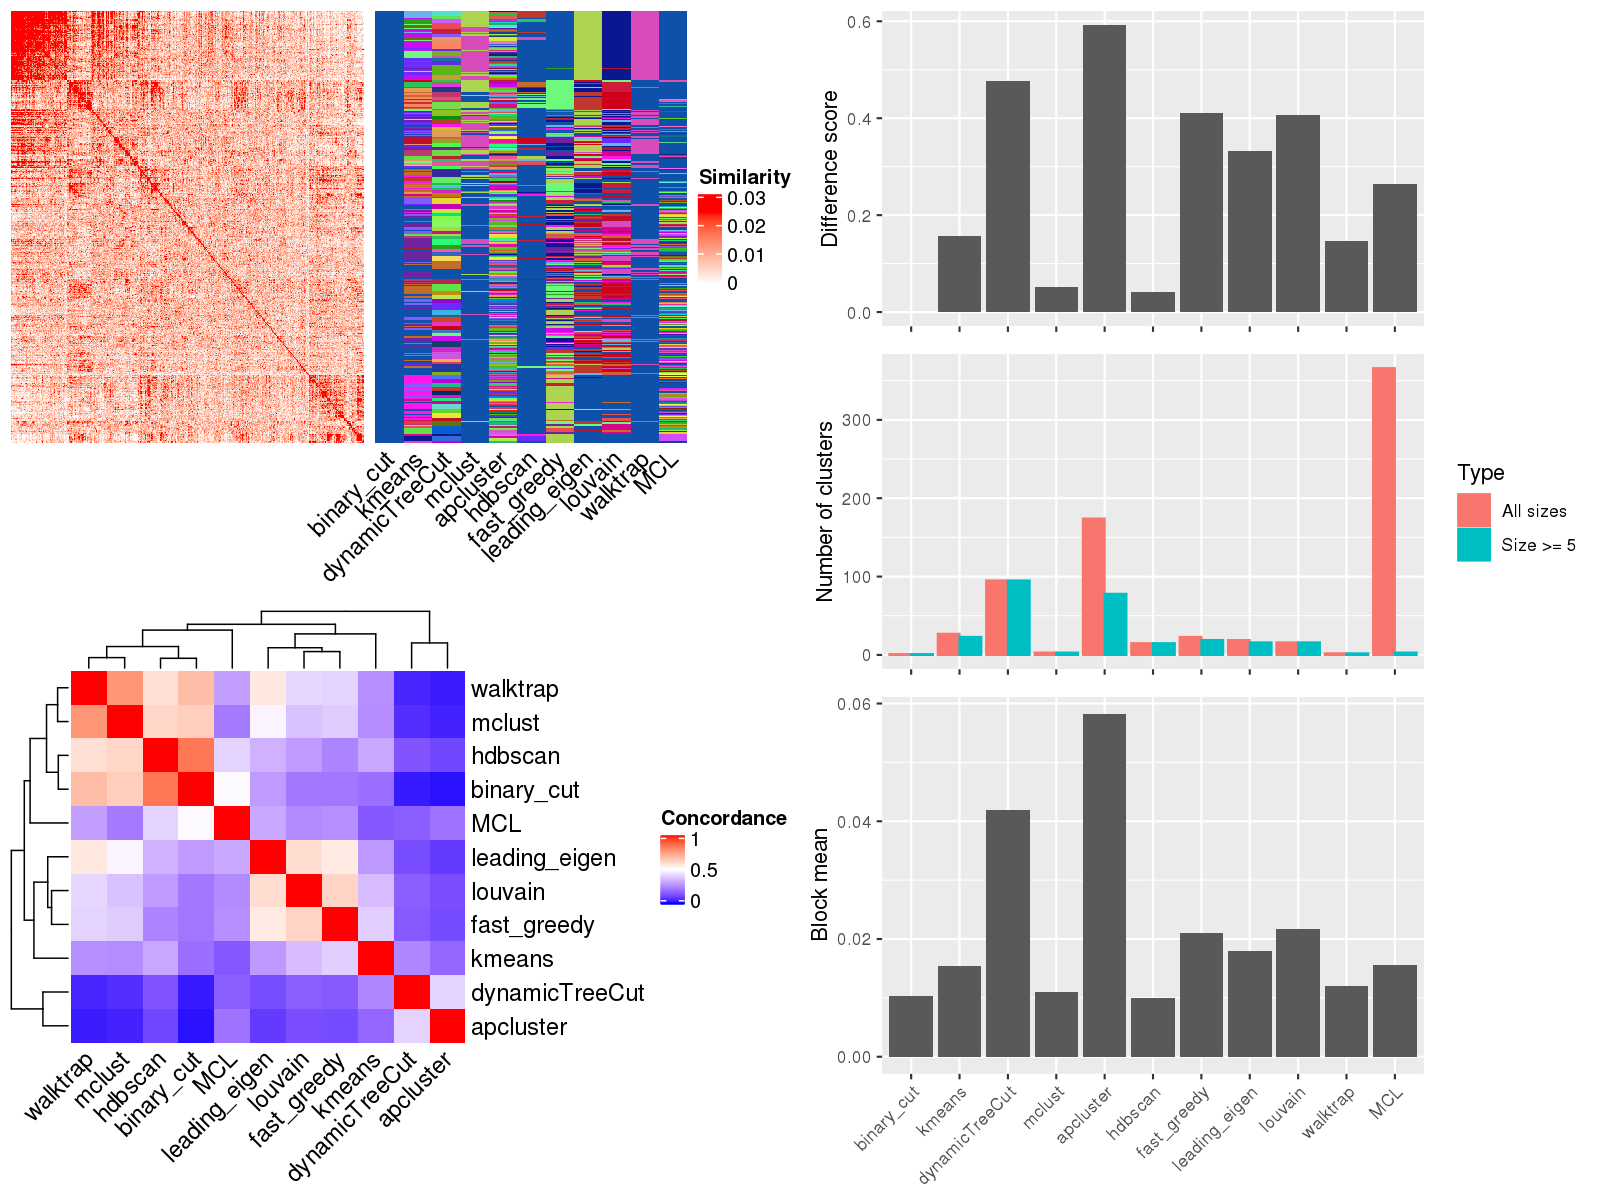 Similarity
0.03
0.02
0.01
0
binary_cut
kmeans
dynamicTreeCut
mclust
apcluster
hdbscan
fast_greedy
leading_eigen
louvain
walktrap
MCL
walktrap
mclust
hdbscan
binary_cut
MCL
leading_eigen
louvain
fast_greedy
kmeans
dynamicTreeCut
apcluster
walktrap
mclust
hdbscan
binary_cut
MCL
leading_eigen
louvain
fast_greedy
kmeans
dynamicTreeCut
apcluster
Concordance
1
0.5
0
Difference score
0.6
0.4
0.2
0.0
Number of clusters
300
200
100
0
Type
All sizes
Size >= 5
Block mean
0.06
0.04
0.02
0.00
binary_cut
kmeans
dynamicTreeCut
mclust
apcluster
hdbscan
fast_greedy
leading_eigen
louvain
walktrap
MCL